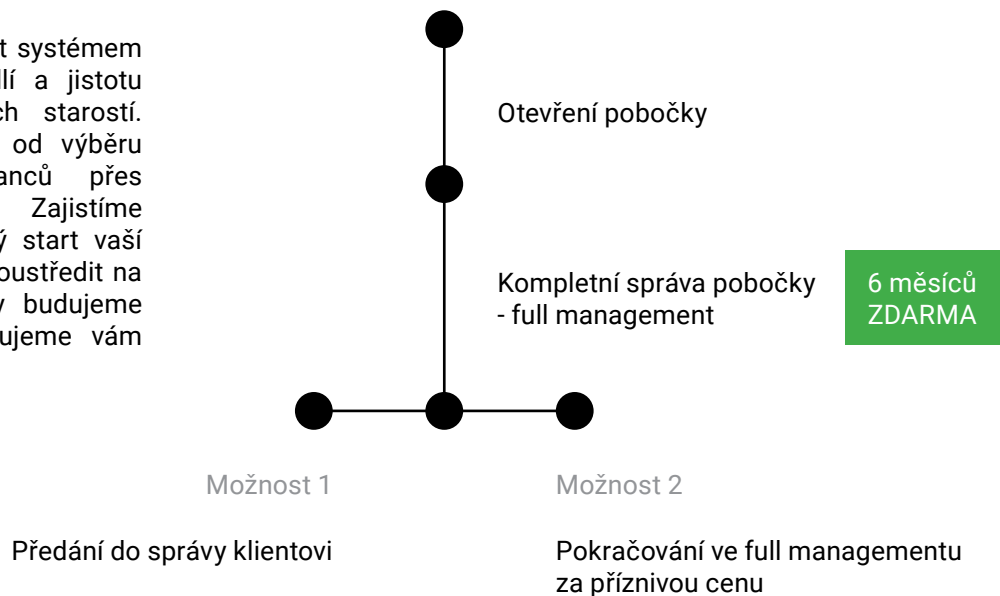 t systémem
lí a jistotu
ch starostí.
od výběru
anců přes
Zajistíme
ý start vaší
oustředit na
y budujeme
ujeme vám
Otevření pobočky
Kompletní správa pobočky
- full management
6 měsíců
ZDARMA
Možnost 1
Předání do správy klientovi
Možnost 2
Pokračování ve full managementu
za příznivou cenu